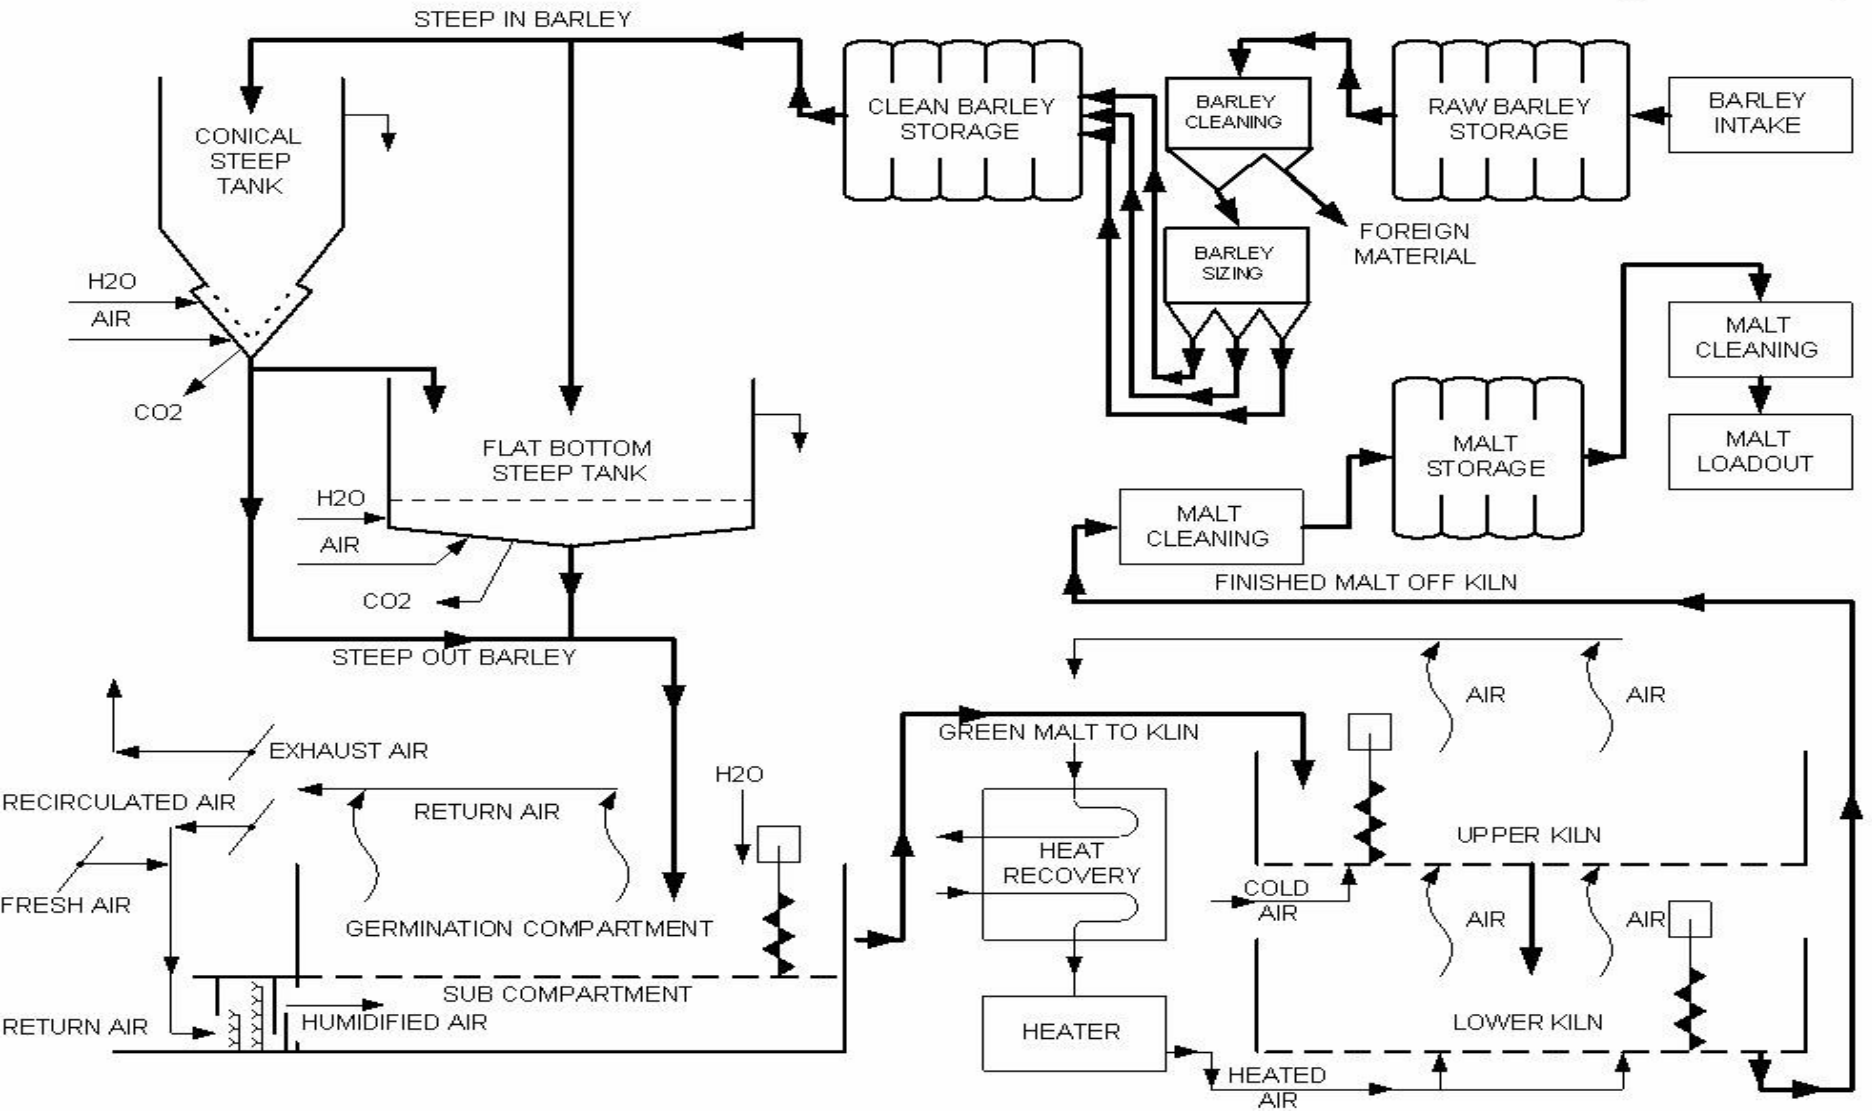 STEEP IN BARLEY
CONICAL
STEEP
TANK
CLEAN BARLEY
STORAGE
BARLEY
CLEANING
RAW BARLEY
STORAGE
BARLEY
INTAKE
FOREIGN
MATERIAL
BARLEY
SIZING
H2O
AIR
CO2
MALT
CLEANING
MALT
LOADOUT
MALT
STORAGE
FLAT BOTTOM
STEEP TANK
H2O
AIR
CO2
MALT
CLEANING
FINISHED MALT OFF KILN
STEEP OUT BARLEY
AIR
AIR
GREEN MALT TO KLIN
EXHAUST AIR
H2O
RECIRCULATED AIR
RETURN AIR
UPPER KILN
HEAT
RECOVERY
FRESH AIR
COLD
AIR
AIR
AIR
GERMINATION COMPARTMENT
SUB COMPARTMENT
RETURN AIR
HUMIDIFIED AIR
HEATER
LOWER KILN
HEATED
AIR